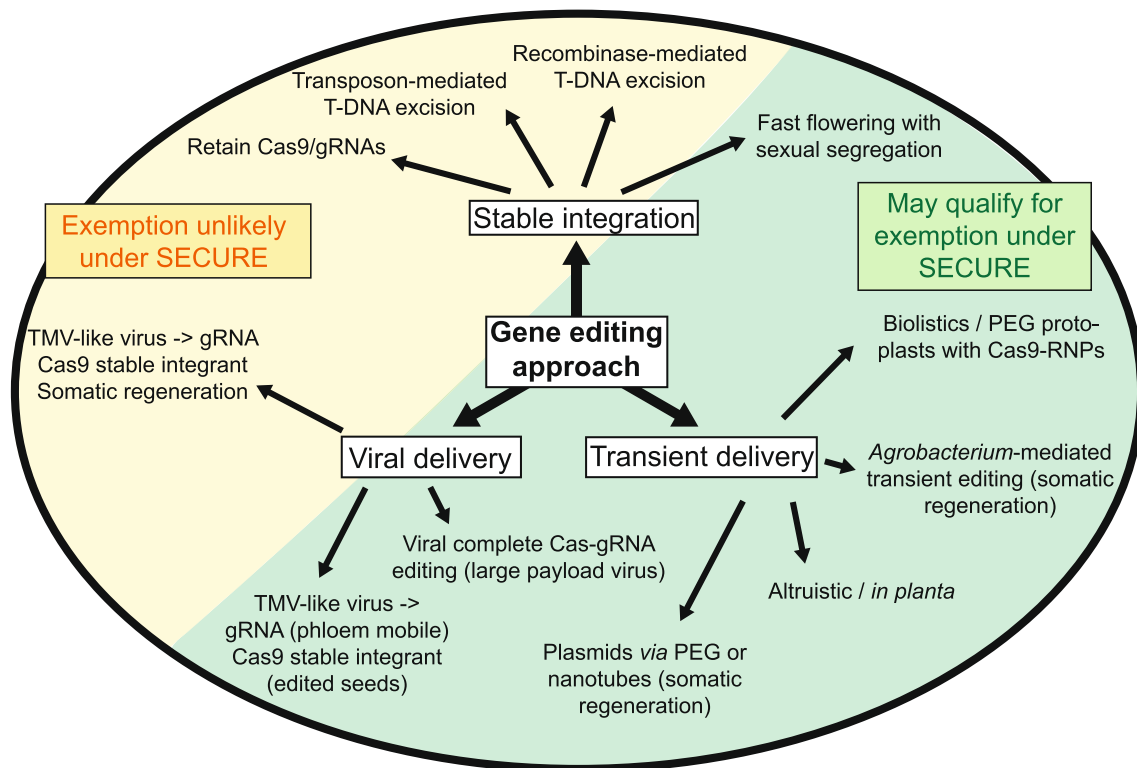 Recombinase-mediated
T-DNA excision
Transposon-mediated
T-DNA excision
Retain Cas9/gRNAs
Fast flowering with
sexual segregation
Stable integration
Exemption unlikely
under SECURE
May qualify for
exemption under
SECURE
Gene editing
approach
TMV-like virus -> gRNA
Cas9 stable integrant
Somatic regeneration
Biolistics / PEG proto-
plasts with Cas9-RNPs
Viral delivery
Transient delivery
Agrobacterium-mediated
transient editing (somatic
regeneration)
Viral complete Cas-gRNA
editing (large payload virus)
Altruistic / in planta
TMV-like virus ->
gRNA (phloem mobile)
Cas9 stable integrant
(edited seeds)
Plasmids via PEG or
nanotubes (somatic
regeneration)